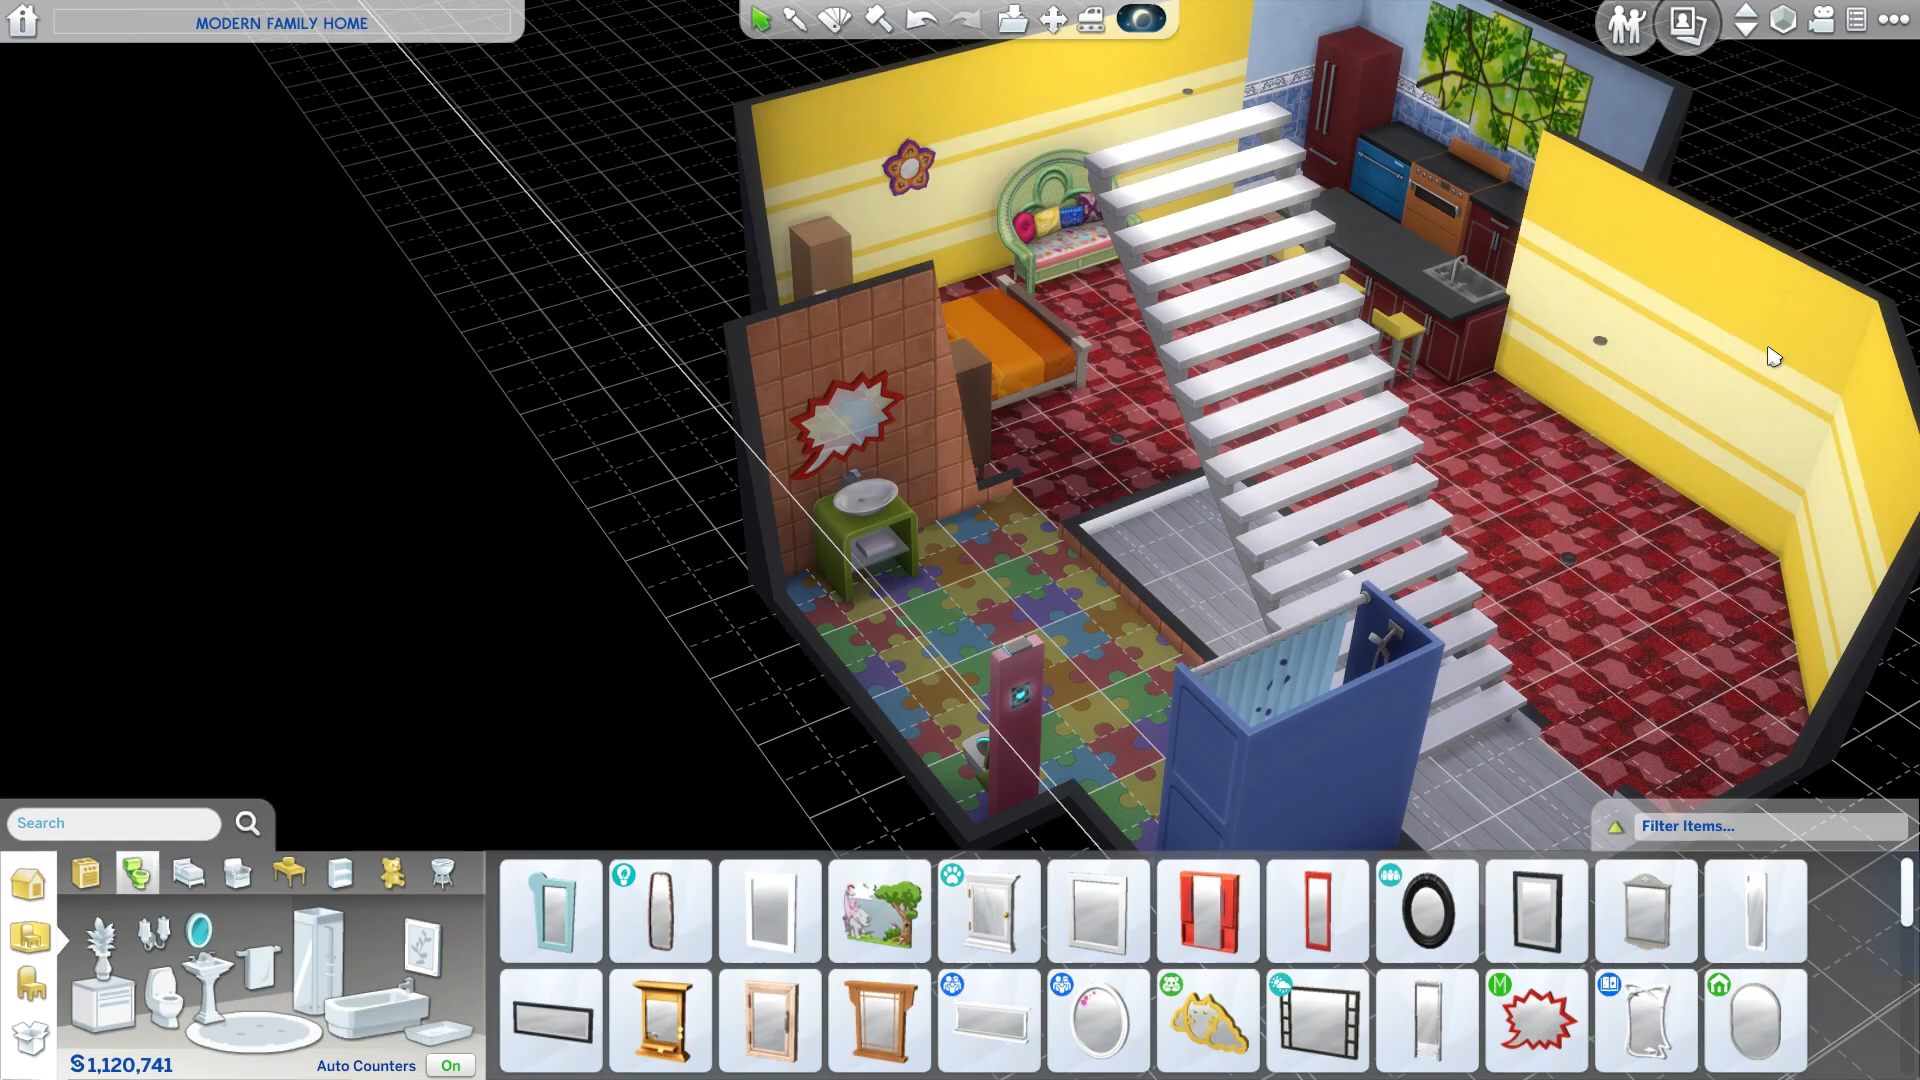 MODERN FAMILY HOME
Search
Filter Items...
§1,120,741
Auto Counters
On